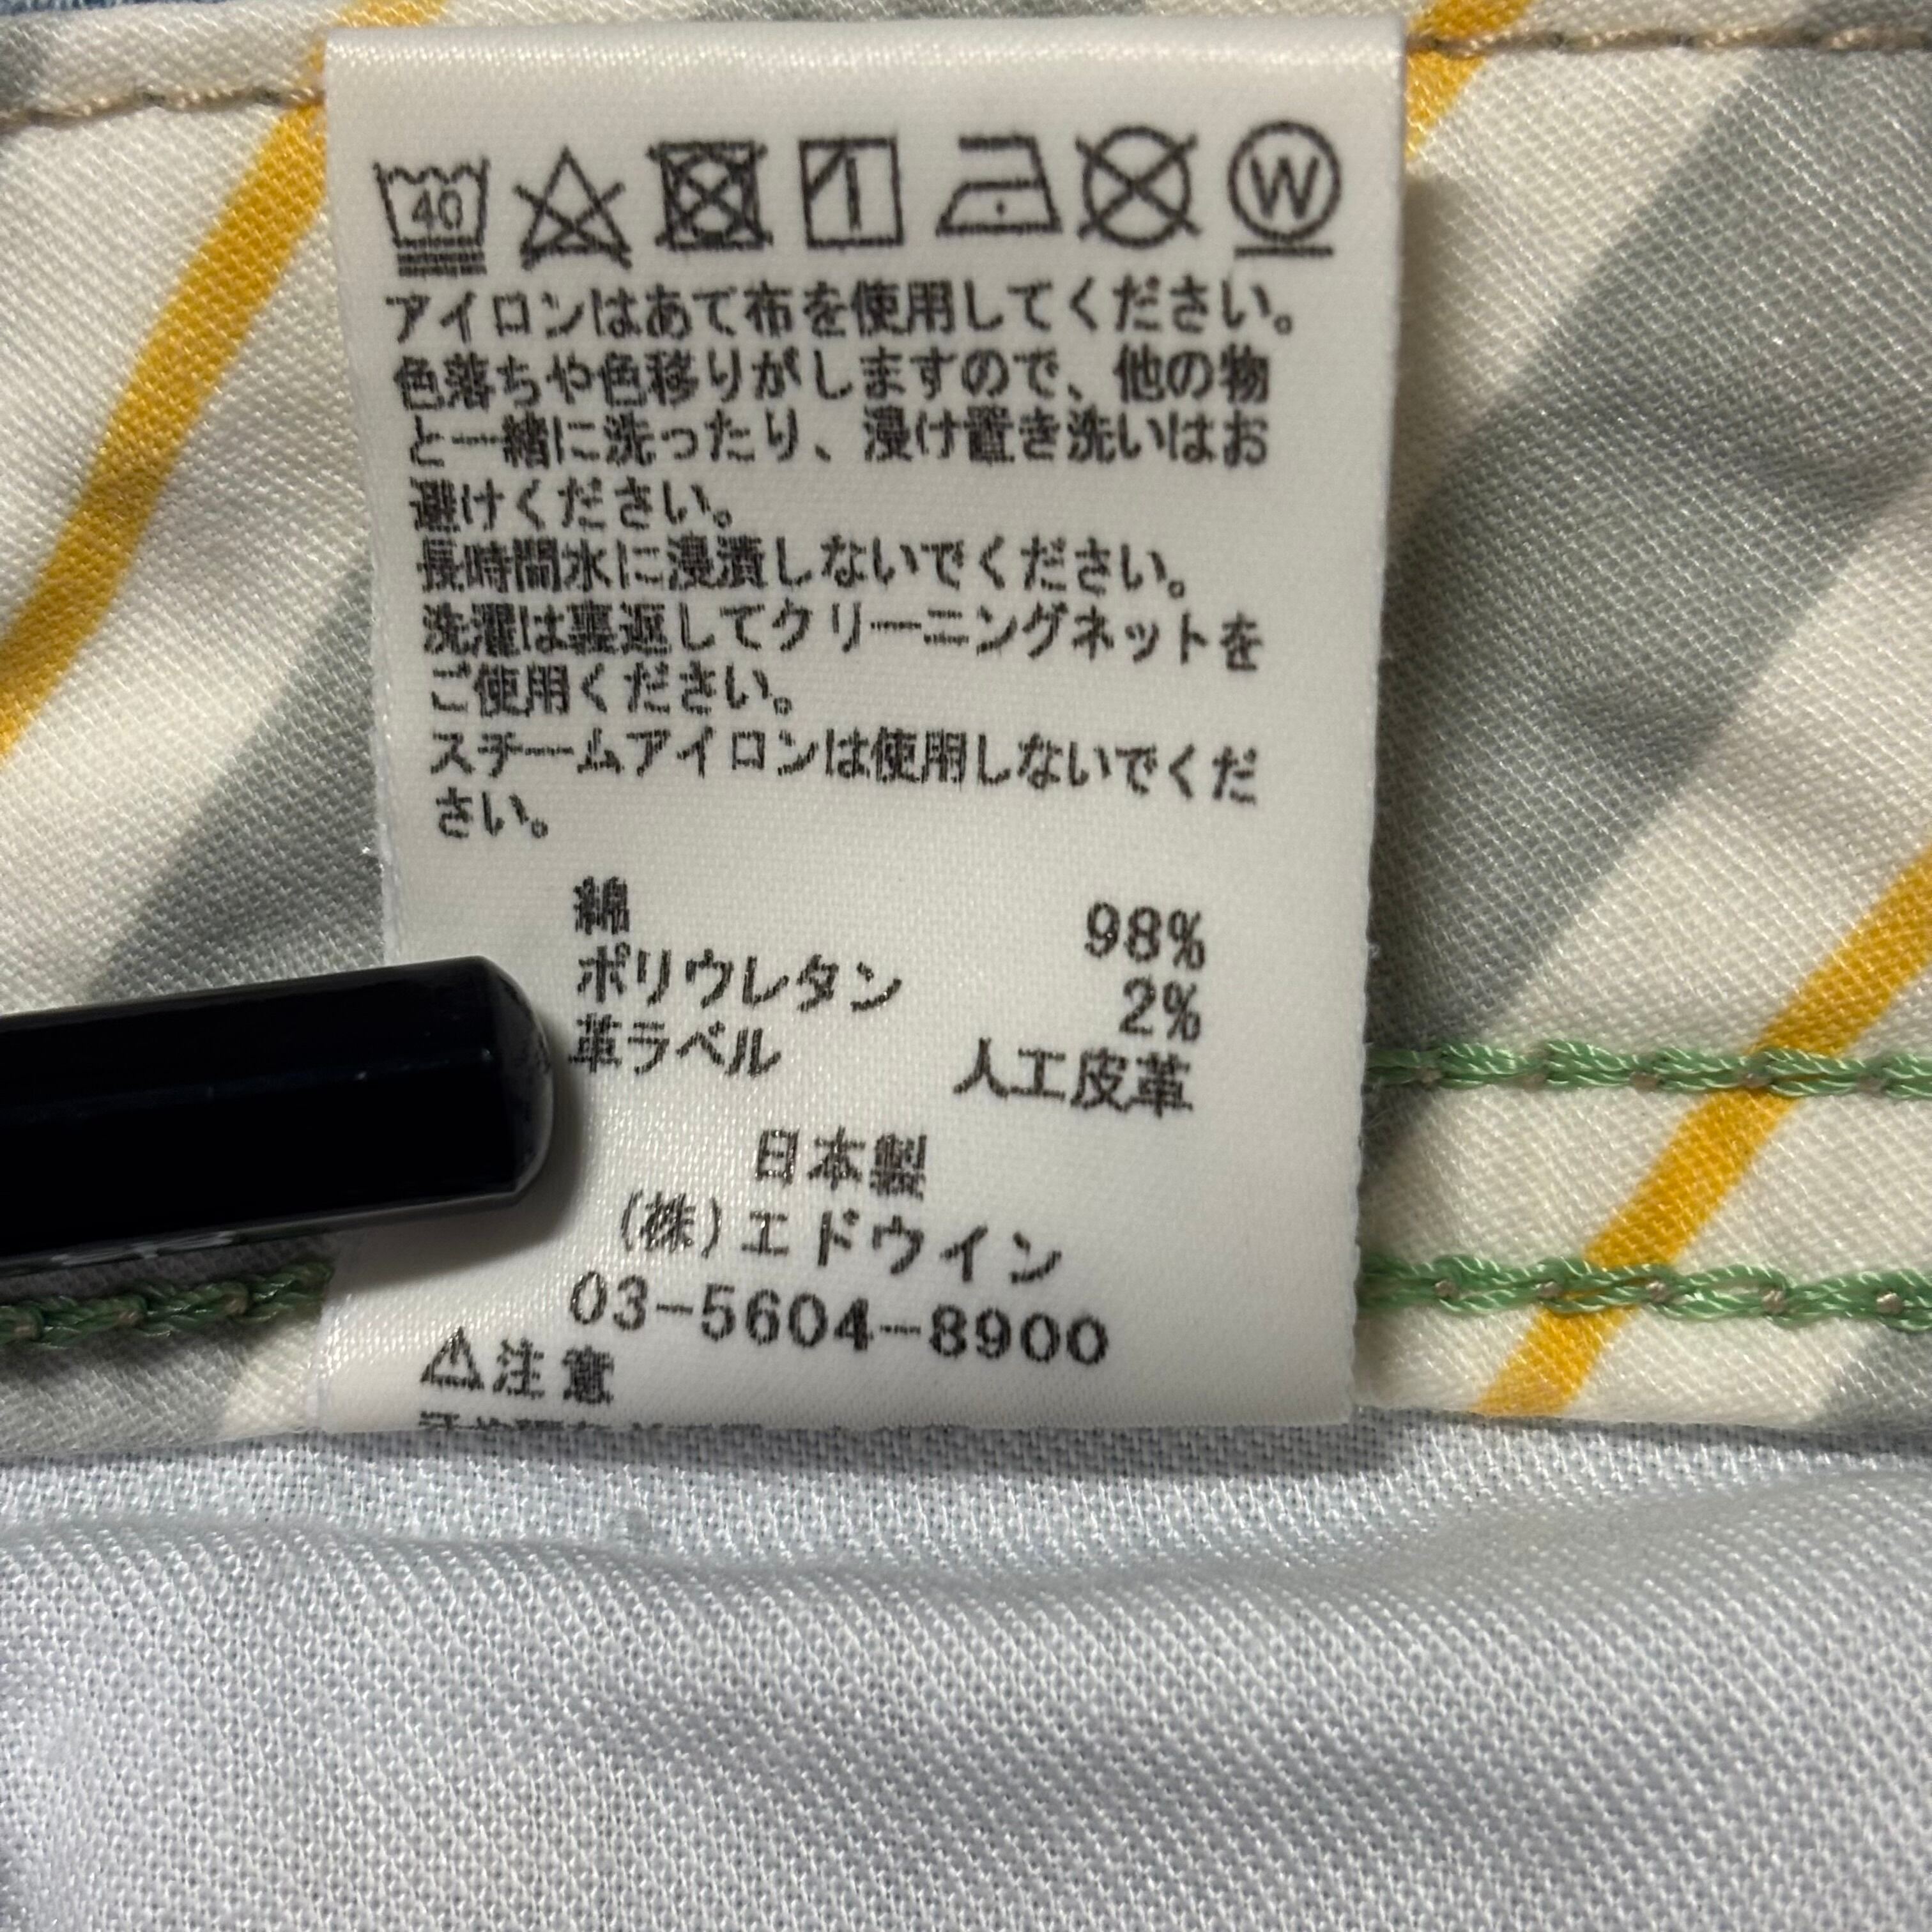 40
W
アイロンはあて布を使用してください。
色落ちや色移りがしますので、他の物
と一緒に洗ったり、浸け置き洗いはお
避けください。
長時間水に浸漬しないでください。
洗濯は裏返してクリーニングネットを
ご使用ください。
スチームアイロンは使用しないでくだ
さい。
綿 98%
ポリウレタン 2%
革ラベル 人工皮革
日本製
(株)エドウイン
03-5604-8900
⚠注意